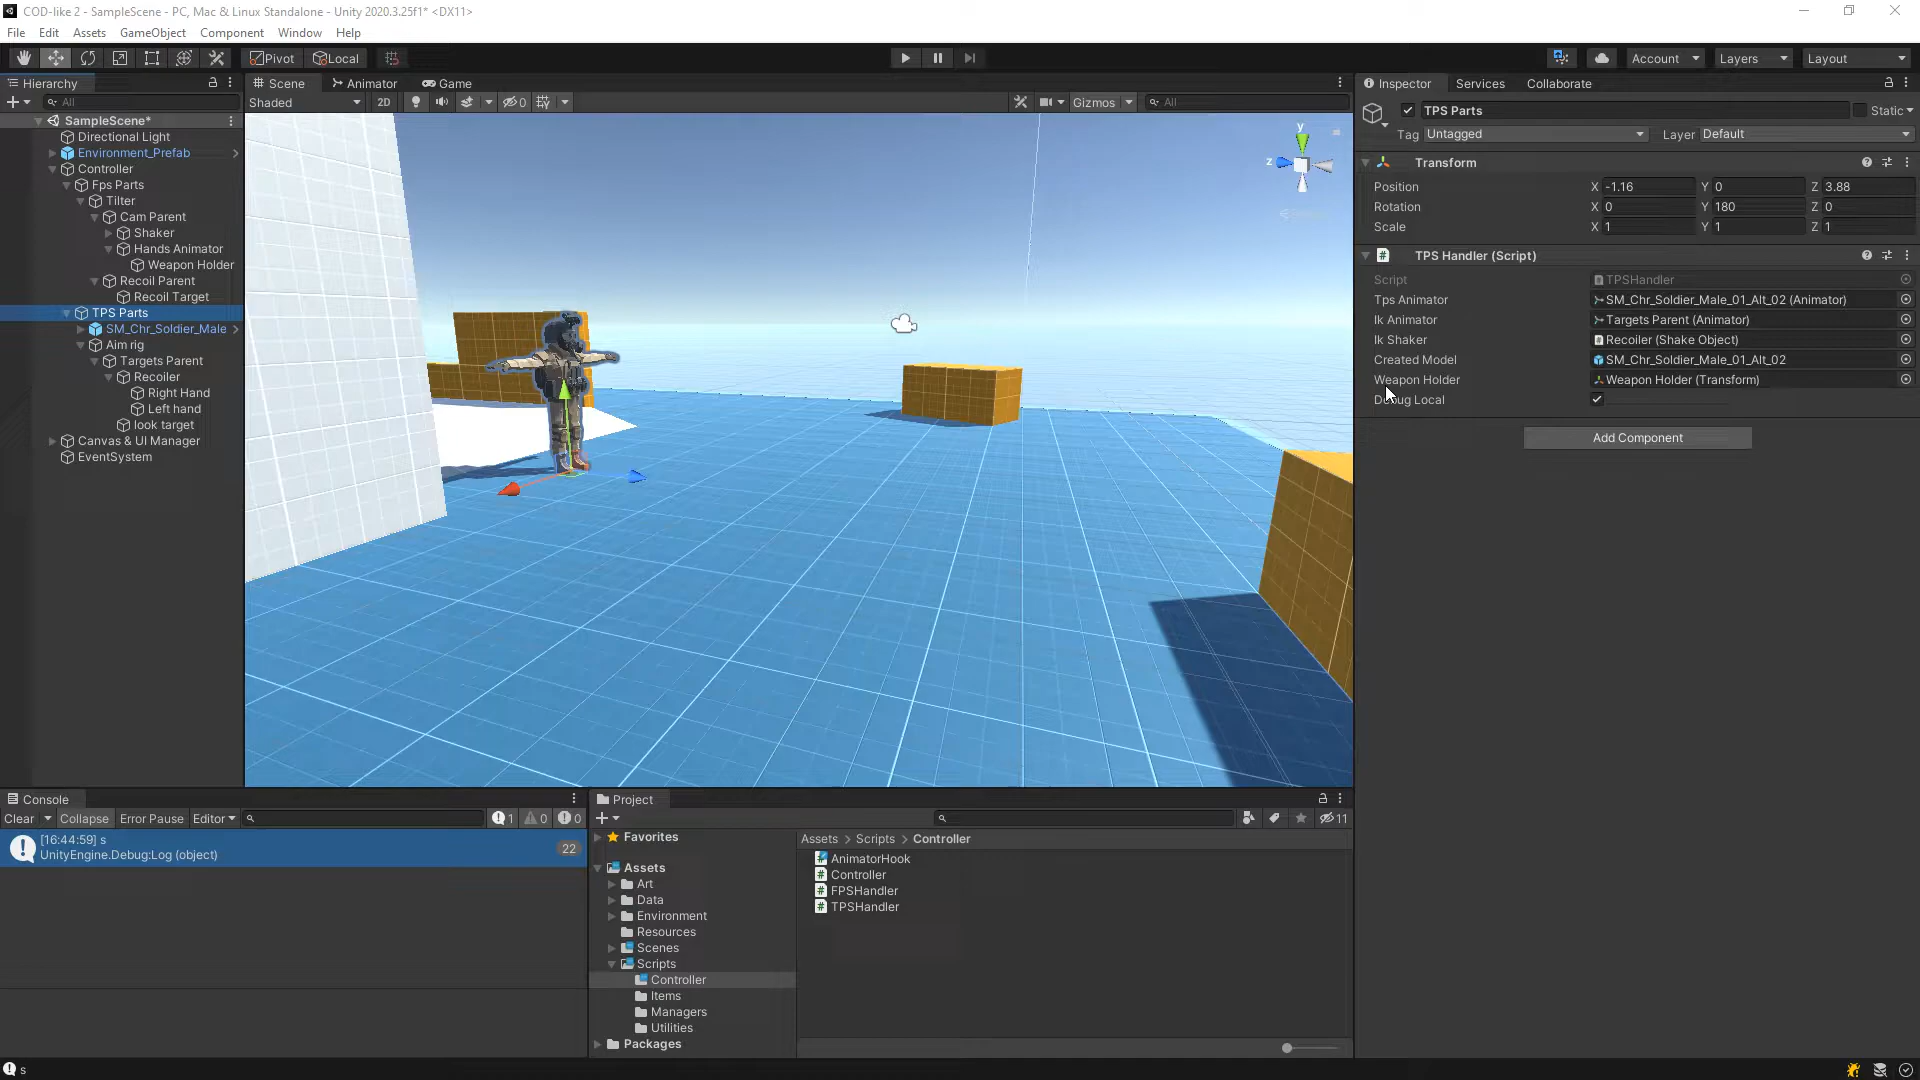 COD-like 2 - SampleScene - PC, Mac & Linux Standalone - Unity 2020.3.25f1* <DX11>
File Edit Assets GameObject Component Window Help
Pivot Local Account Layers Layout
Hierarchy
All
SampleScene*
Directional Light
Environment_Prefab
Controller
Fps Parts
Tilter
Cam Parent
Shaker
Hands Animator
Weapon Holder
Recoil Parent
Recoil Target
TPS Parts
SM_Chr_Soldier_Male
Aim rig
Targets Parent
Recoiler
Right Hand
Left hand
look target
Canvas & UI Manager
EventSystem
Scene Animator Game
Shaded 2D 0 Gizmos All
y
z
Inspector Services Collaborate
TPS Parts Static
Tag Untagged Layer Default
Transform
Position X -1.16 Y 0 Z 3.88
Rotation X 0 Y 180 Z 0
Scale X 1 Y 1 Z 1
TPS Handler (Script)
Script TPSHandler
Tps Animator SM_Chr_Soldier_Male_01_Alt_02 (Animator)
Ik Animator Targets Parent (Animator)
Ik Shaker Recoiler (Shake Object)
Created Model SM_Chr_Soldier_Male_01_Alt_02
Weapon Holder Weapon Holder (Transform)
Debug Local
Add Component
Console
Clear Collapse Error Pause Editor 1 0 0
[16:44:59] s
UnityEngine.Debug:Log (object)
22
Project
11
Favorites
Assets
Art
Data
Environment
Resources
Scenes
Scripts
Controller
Items
Managers
Utilities
Packages
Assets > Scripts > Controller
AnimatorHook
Controller
FPSHandler
TPSHandler
s